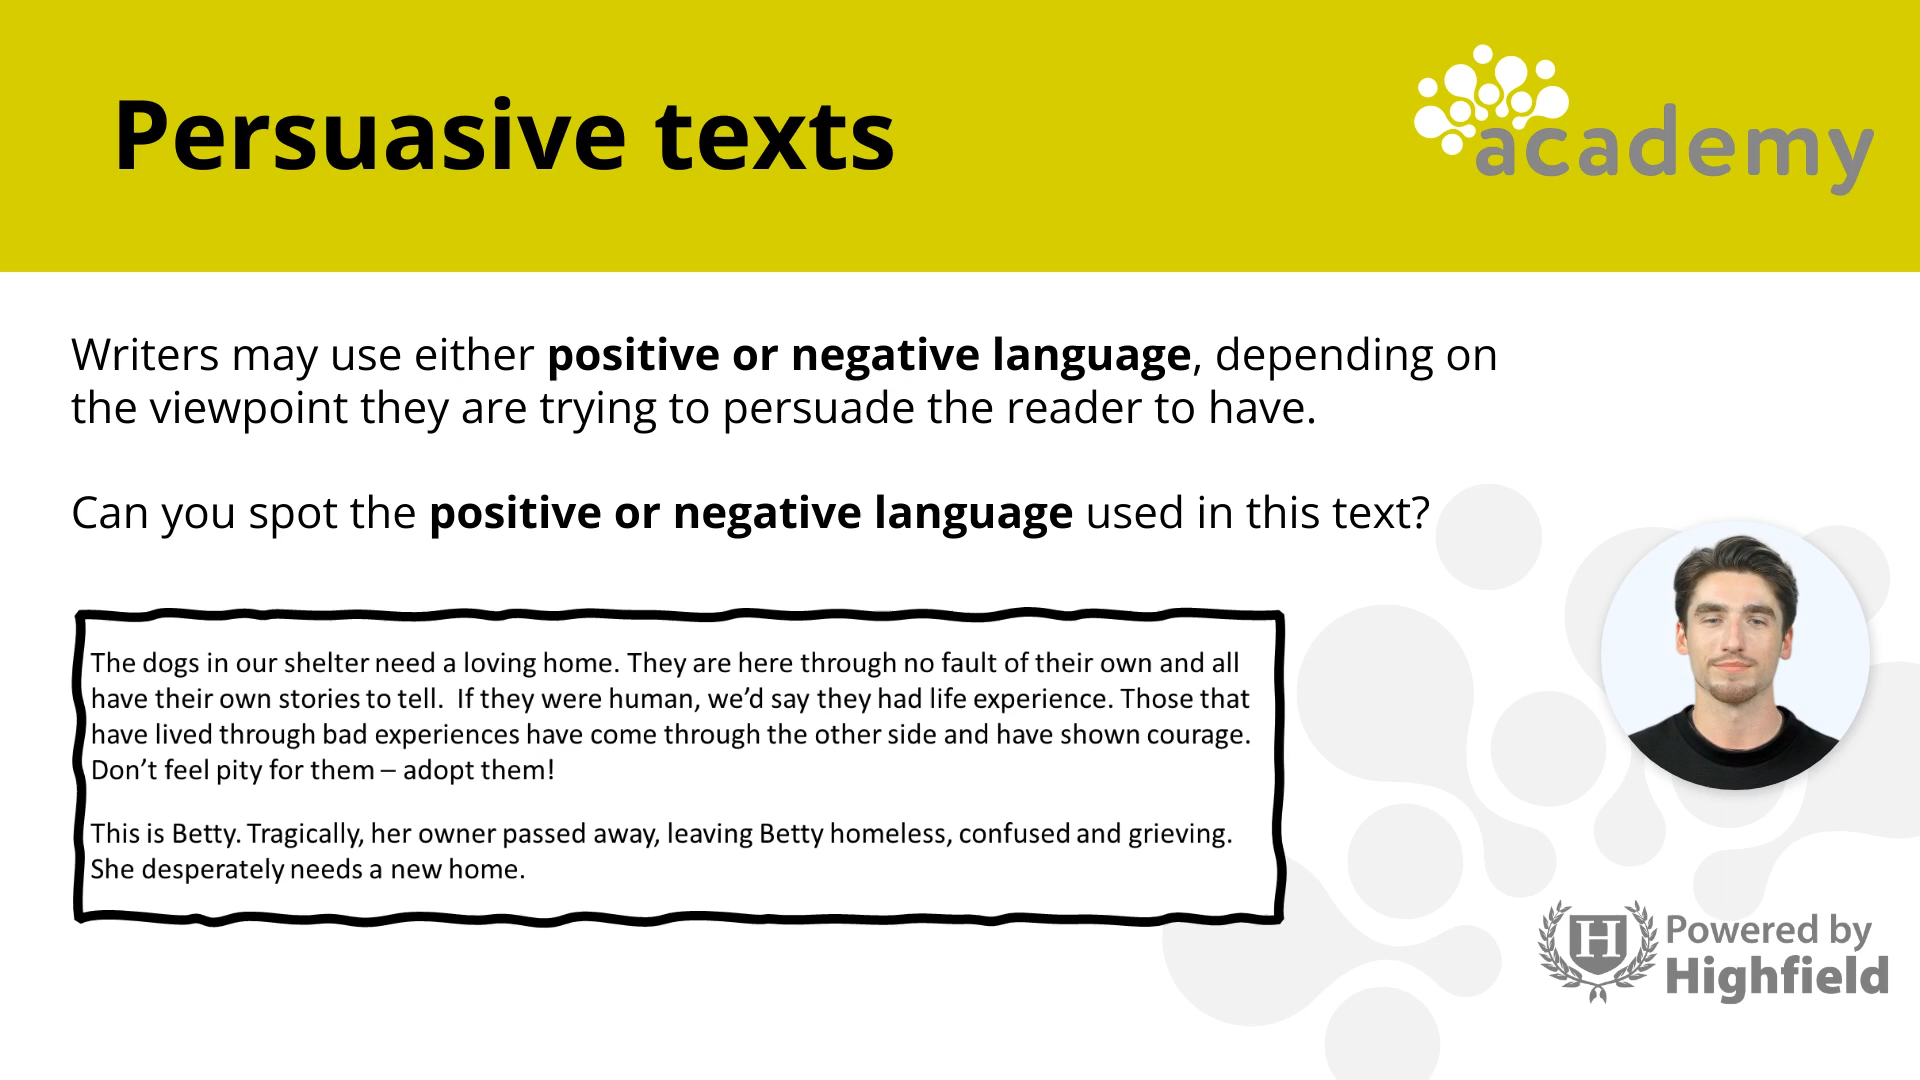 Persuasive texts
academy
Writers may use either positive or negative language, depending on
the viewpoint they are trying to persuade the reader to have.
Can you spot the positive or negative language used in this text?
The dogs in our shelter need a loving home. They are here through no fault of their own and all
have their own stories to tell.  If they were human, we’d say they had life experience. Those that
have lived through bad experiences have come through the other side and have shown courage.
Don’t feel pity for them – adopt them!
This is Betty. Tragically, her owner passed away, leaving Betty homeless, confused and grieving.
She desperately needs a new home.
H
Powered by
Highfield